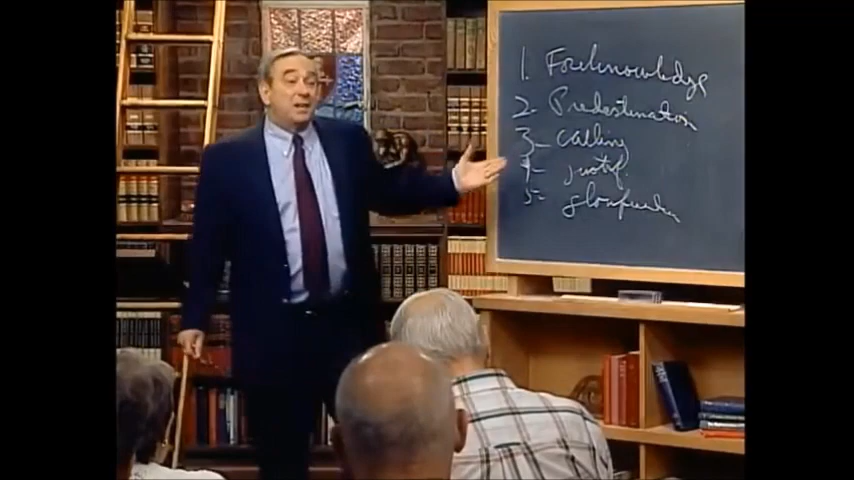 1. Foreknowledge
2- Predestination
3- Calling
4- Justif
5- glorification